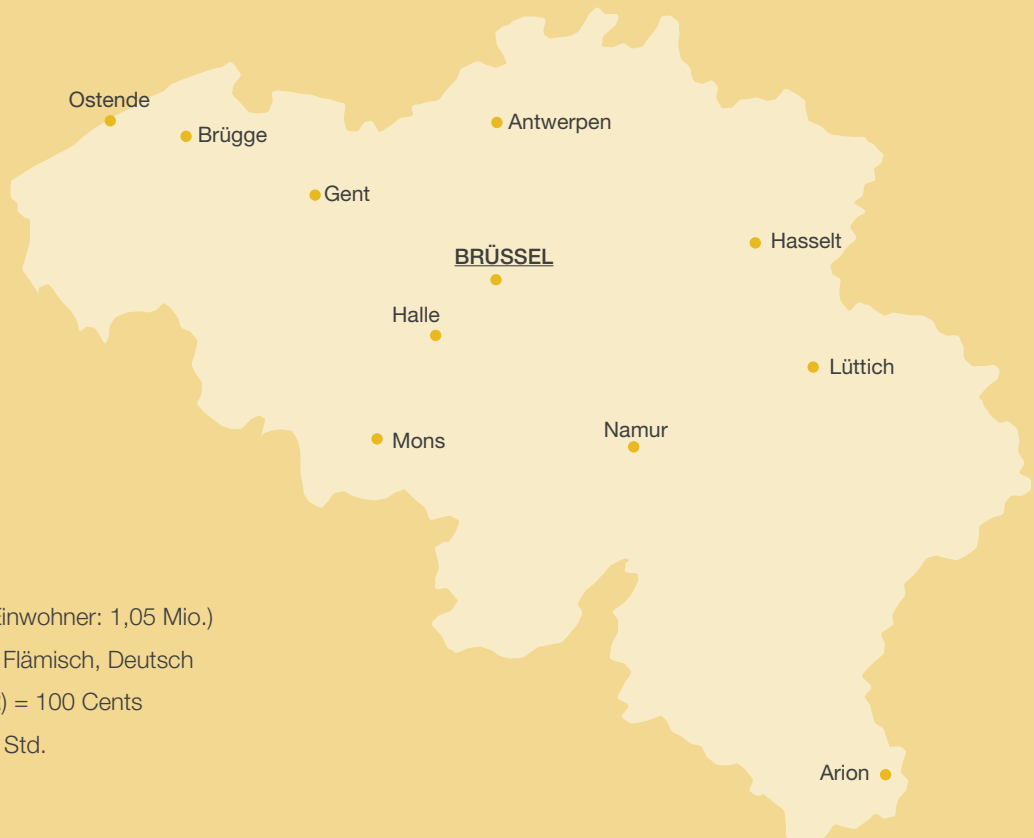 Ostende
Brügge
Antwerpen
Gent
Hasselt
BRÜSSEL
Halle
Lüttich
Mons
Namur
Einwohner: 1,05 Mio.)
Flämisch, Deutsch
) = 100 Cents
Std.
Arion